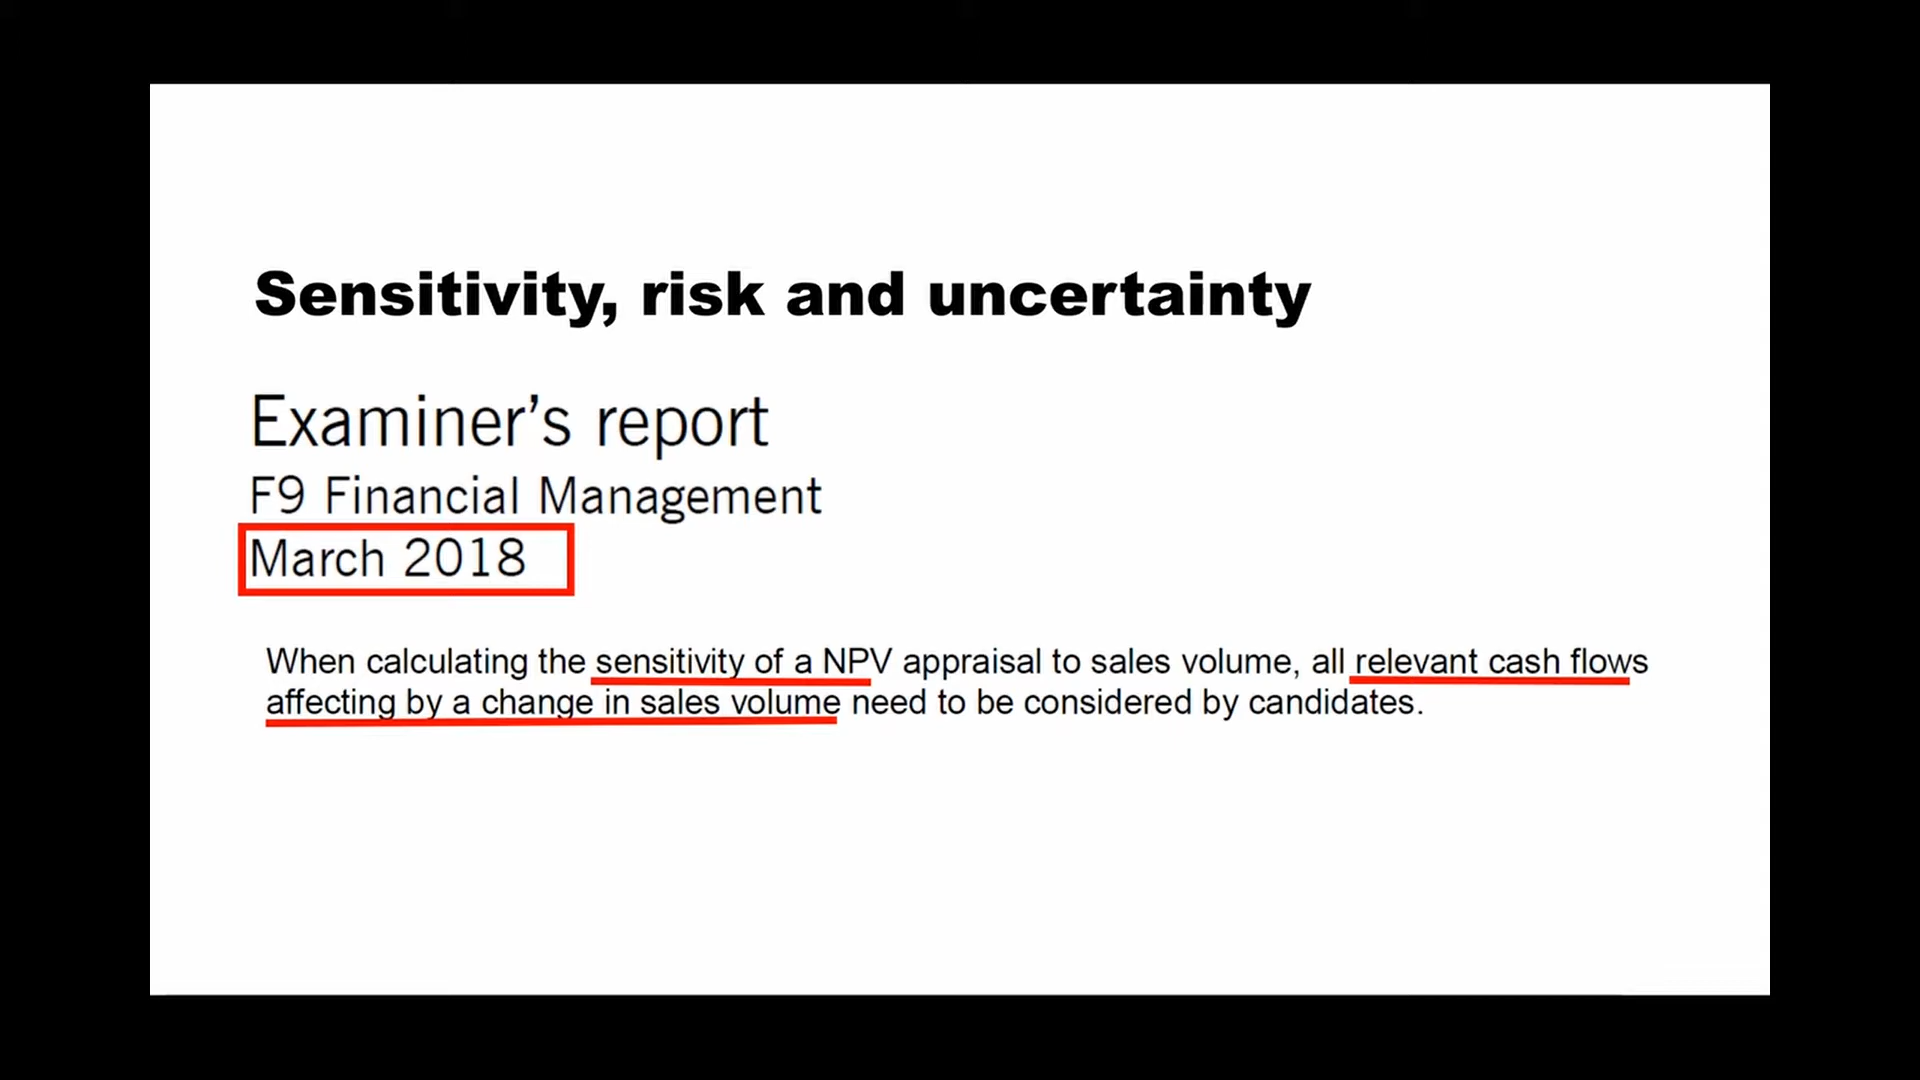 Sensitivity, risk and uncertainty
Examiner’s report
F9 Financial Management
March 2018
When calculating the sensitivity of a NPV appraisal to sales volume, all relevant cash flows
affecting by a change in sales volume need to be considered by candidates.